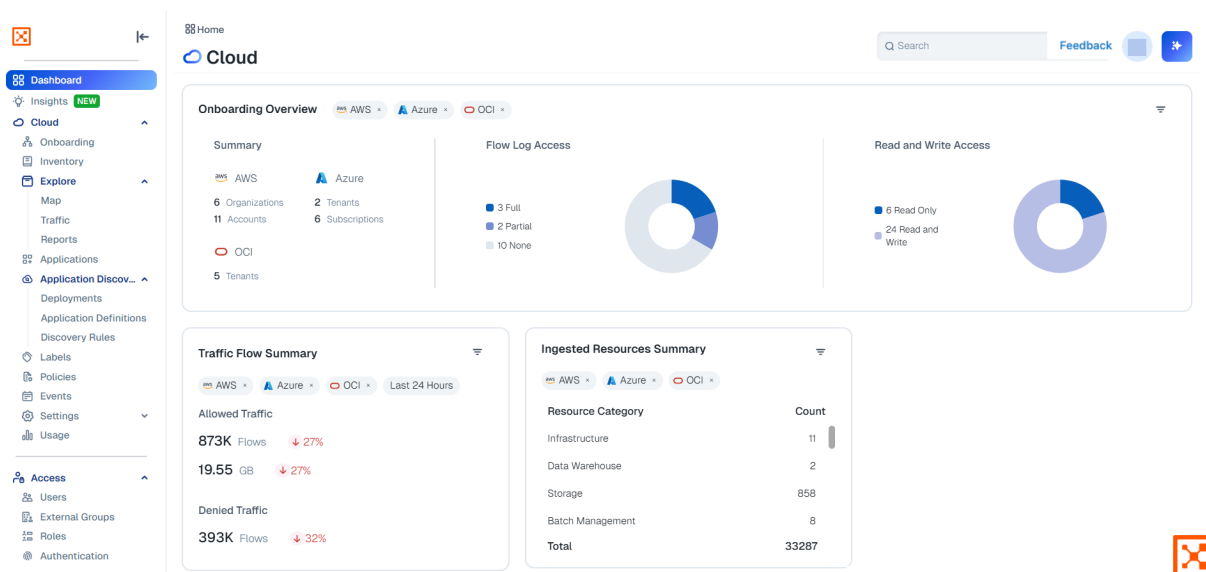 Dashboard
Insights NEW
Cloud
Onboarding
Inventory
Explore
Map
Traffic
Reports
Applications
Application Discov...
Deployments
Application Definitions
Discovery Rules
Labels
Policies
Events
Settings
Usage
Access
Users
External Groups
Roles
Authentication
Home
Cloud
Search
Feedback
Onboarding Overview aws AWS × Azure × OCI ×
Summary
aws AWS Azure
6 Organizations 2 Tenants
11 Accounts 6 Subscriptions
OCI
5 Tenants
Flow Log Access
3 Full
2 Partial
10 None
Read and Write Access
6 Read Only
24 Read and
Write
Traffic Flow Summary
aws AWS × Azure × OCI × Last 24 Hours
Allowed Traffic
873K Flows ↓ 27%
19.55 GB ↓ 27%
Denied Traffic
393K Flows ↓ 32%
Ingested Resources Summary
aws AWS × Azure × OCI ×
Resource Category Count
Infrastructure 11
Data Warehouse 2
Storage 858
Batch Management 8
Total 33287